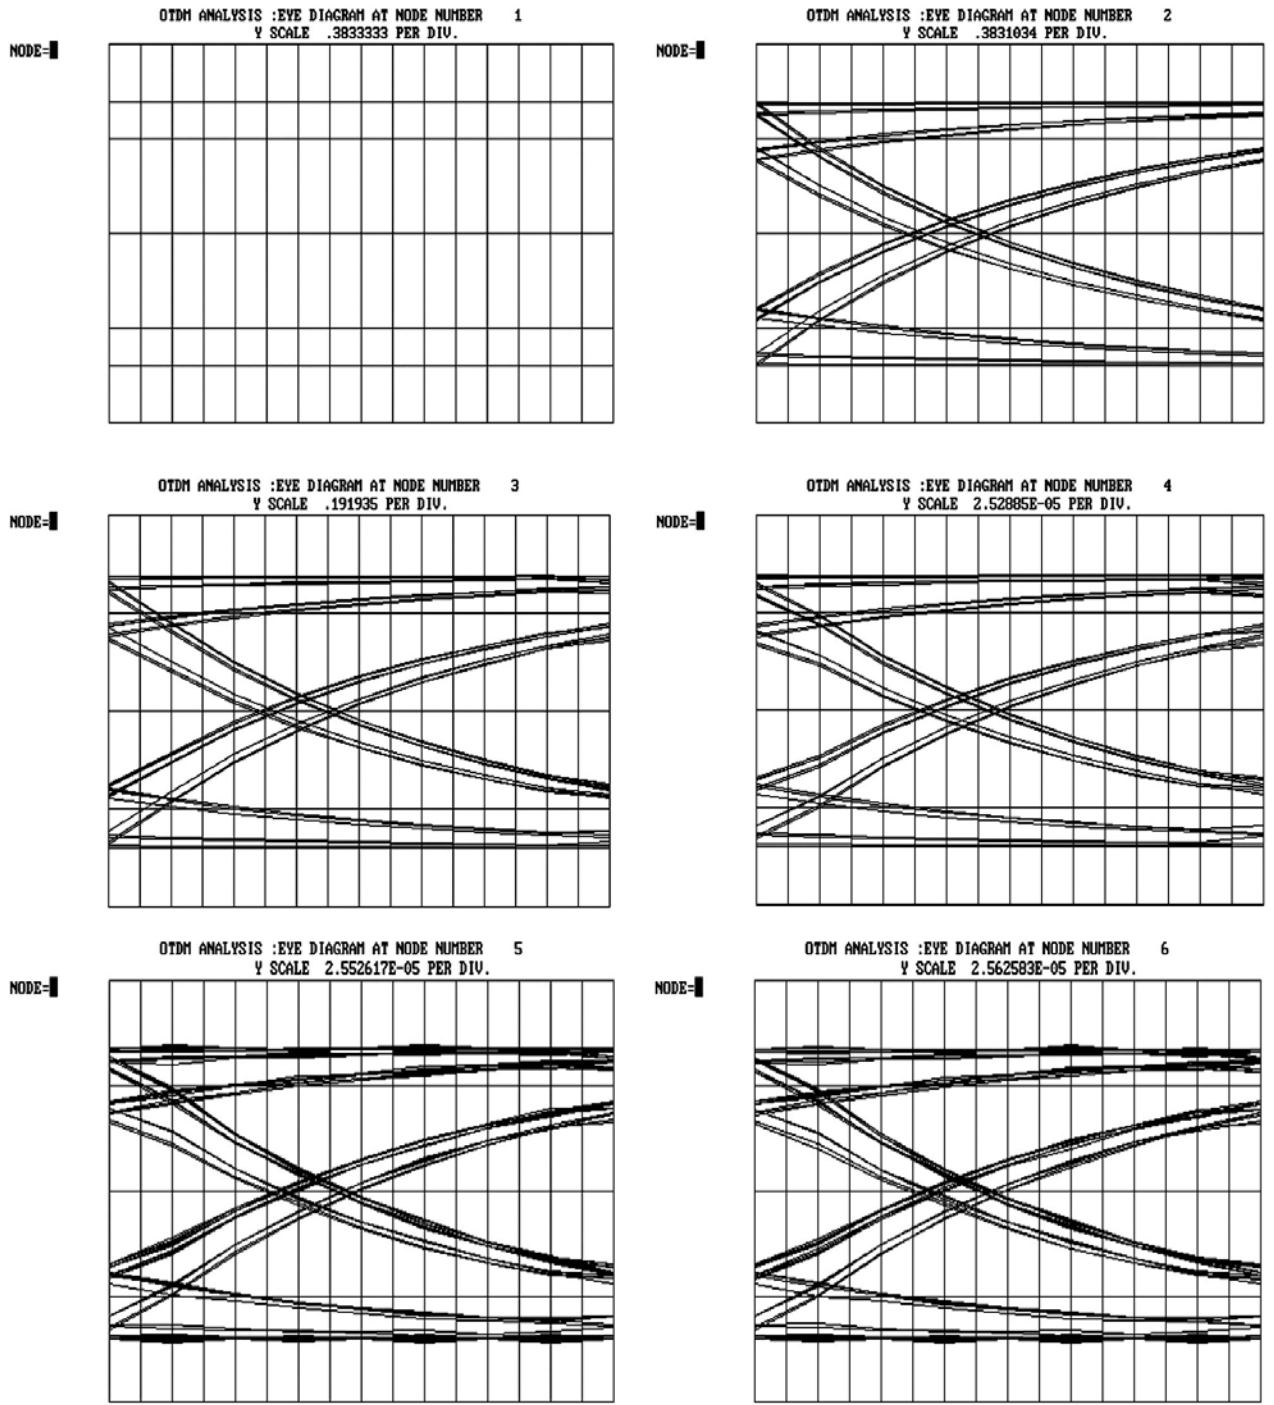 OTDM ANALYSIS :EYE DIAGRAM AT NODE NUMBER 1
Y SCALE .3833333 PER DIV.
NODE=
OTDM ANALYSIS :EYE DIAGRAM AT NODE NUMBER 2
Y SCALE .3831034 PER DIV.
NODE=
OTDM ANALYSIS :EYE DIAGRAM AT NODE NUMBER 3
Y SCALE .191935 PER DIV.
NODE=
OTDM ANALYSIS :EYE DIAGRAM AT NODE NUMBER 4
Y SCALE 2.52885E-05 PER DIV.
NODE=
OTDM ANALYSIS :EYE DIAGRAM AT NODE NUMBER 5
Y SCALE 2.552617E-05 PER DIV.
NODE=
OTDM ANALYSIS :EYE DIAGRAM AT NODE NUMBER 6
Y SCALE 2.562583E-05 PER DIV.
NODE=